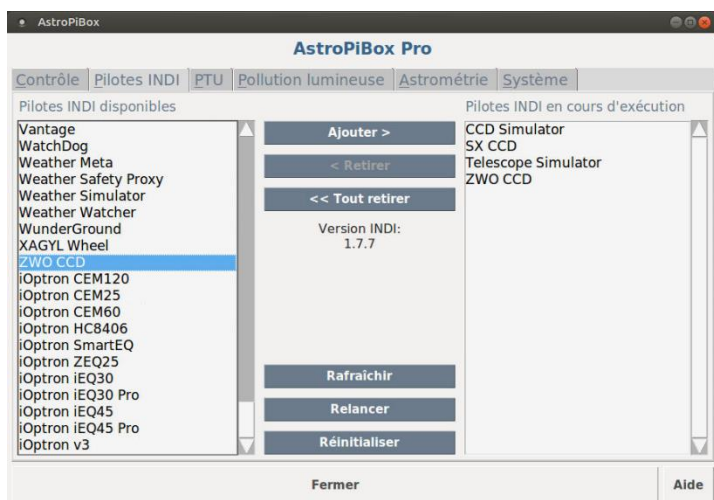 AstroPiBox
AstroPiBox Pro
Contrôle Pilotes INDI PTU Pollution lumineuse Astrométrie Système
Pilotes INDI disponibles
Vantage
WatchDog
Weather Meta
Weather Safety Proxy
Weather Simulator
Weather Watcher
WunderGround
XAGYL Wheel
ZWO CCD
iOptron CEM120
iOptron CEM25
iOptron CEM60
iOptron HC8406
iOptron SmartEQ
iOptron ZEQ25
iOptron iEQ30
iOptron iEQ30 Pro
iOptron iEQ45
iOptron iEQ45 Pro
iOptron v3
Ajouter >
< Retirer
<< Tout retirer
Version INDI:
1.7.7
Rafraîchir
Relancer
Réinitialiser
Pilotes INDI en cours d'exécution
CCD Simulator
SX CCD
Telescope Simulator
ZWO CCD
Fermer
Aide